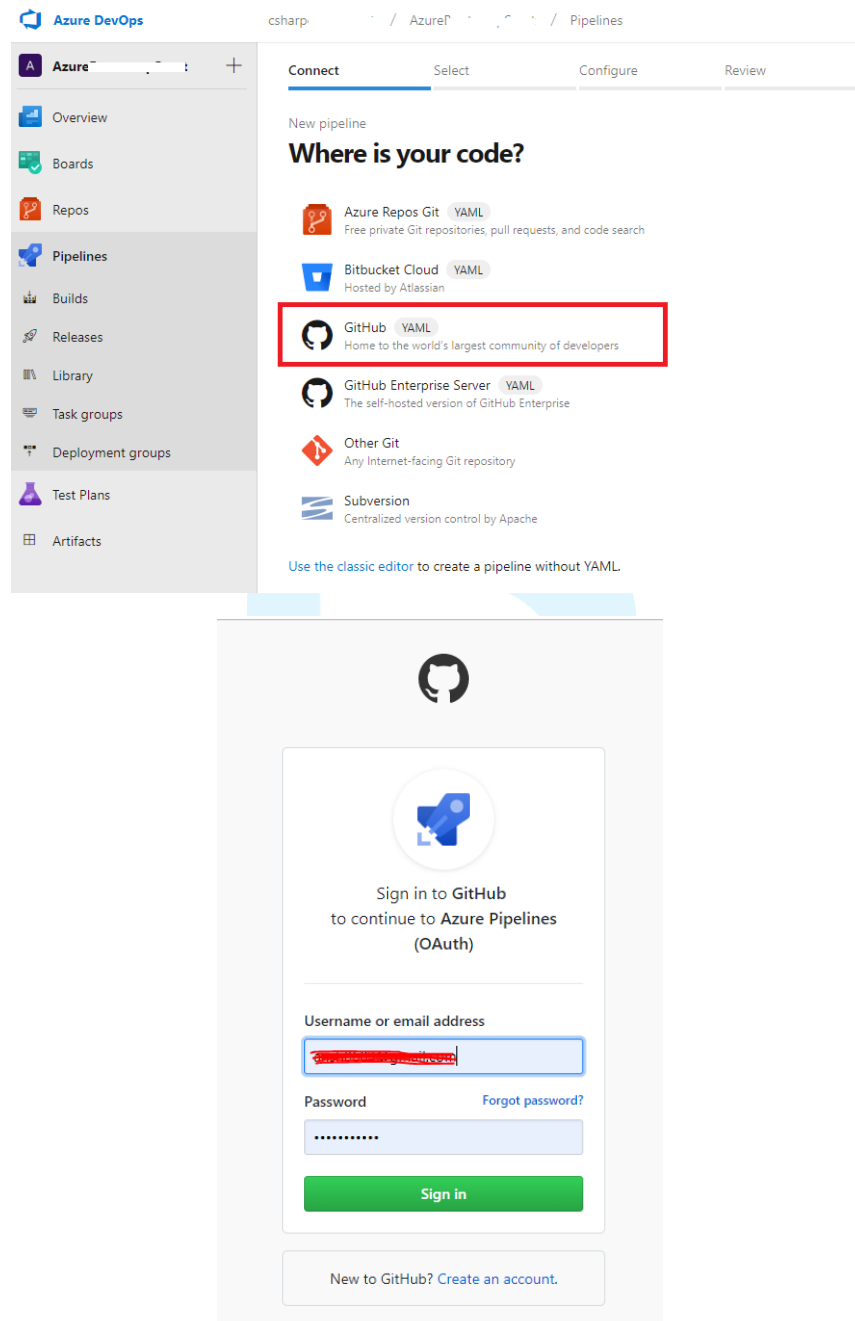 Azure DevOps
csharp / Azure / Pipelines
A Azure +
Connect Select Configure Review
New pipeline
Where is your code?
Overview
Boards
Repos
Pipelines
Builds
Releases
Library
Task groups
Deployment groups
Test Plans
Artifacts
Azure Repos Git YAML
Free private Git repositories, pull requests, and code search
Bitbucket Cloud YAML
Hosted by Atlassian
GitHub YAML
Home to the world's largest community of developers
GitHub Enterprise Server YAML
The self-hosted version of GitHub Enterprise
Other Git
Any Internet-facing Git repository
Subversion
Centralized version control by Apache
Use the classic editor to create a pipeline without YAML.
Sign in to GitHub
to continue to Azure Pipelines
(OAuth)
Username or email address
Password Forgot password?
•••••••••••
Sign in
New to GitHub? Create an account.